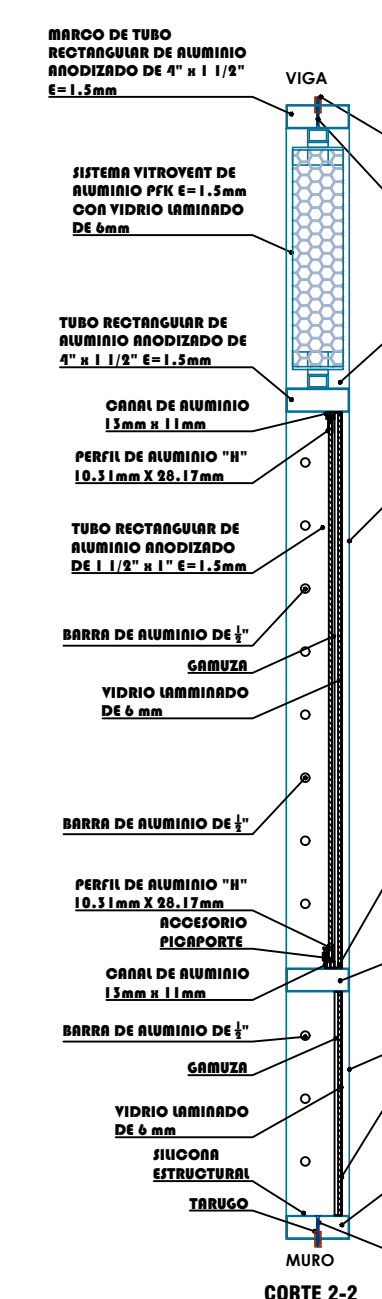 MARCO DE TUBO
RECTANGULAR DE ALUMINIO
ANODIZADO DE 4" x 1 1/2"
E=1.5mm
VIGA
SISTEMA VITROVENT DE
ALUMINIO PFK E=1.5mm
CON VIDRIO LAMINADO
DE 6mm
TUBO RECTANGULAR DE
ALUMINIO ANODIZADO DE
4" x 1 1/2" E=1.5mm
CANAL DE ALUMINIO
13mm x 11mm
PERFIL DE ALUMINIO "H"
10.31mm X 28.17mm
TUBO RECTANGULAR DE
ALUMINIO ANODIZADO
DE 1 1/2" x 1" E=1.5mm
BARRA DE ALUMINIO DE ½"
GAMUZA
VIDRIO LAMMINADO
DE 6 mm
BARRA DE ALUMINIO DE ½"
PERFIL DE ALUMINIO "H"
10.31mm X 28.17mm
ACCESORIO
PICAPORTE
CANAL DE ALUMINIO
13mm x 11mm
BARRA DE ALUMINIO DE ½"
GAMUZA
VIDRIO LAMINADO
DE 6 mm
SILICONA
ESTRUCTURAL
TARUGO
MURO
CORTE 2-2